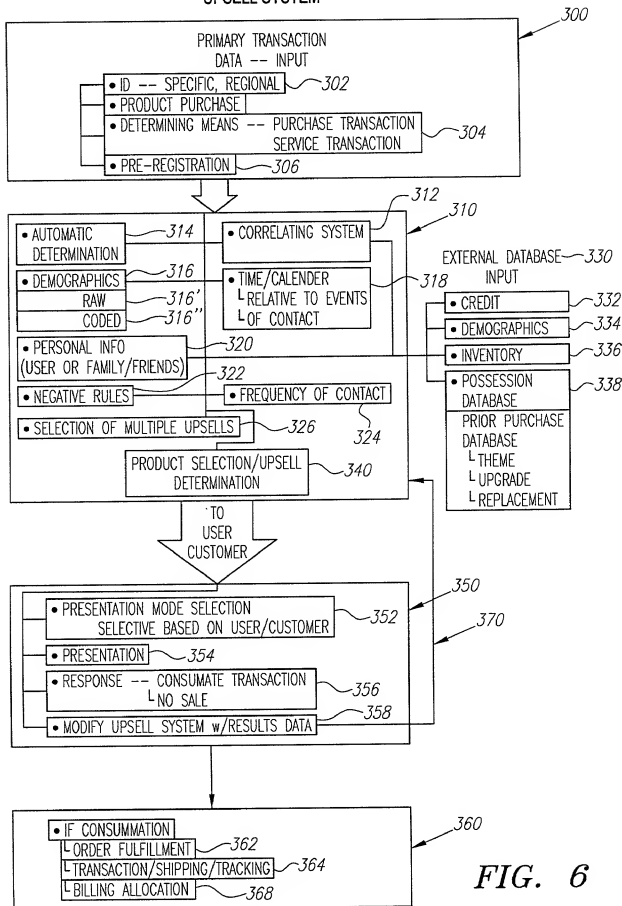 UPSELL SYSTEM
300
PRIMARY TRANSACTION
DATA -- INPUT
• ID -- SPECIFIC, REGIONAL
302
• PRODUCT PURCHASE
• DETERMINING MEANS -- PURCHASE TRANSACTION
SERVICE TRANSACTION
304
• PRE-REGISTRATION
306
310
• AUTOMATIC
DETERMINATION
314
• CORRELATING SYSTEM
312
• DEMOGRAPHICS
316
RAW
316'
CODED
316''
• TIME/CALENDER
└ RELATIVE TO EVENTS
└ OF CONTACT
318
• PERSONAL INFO
(USER OR FAMILY/FRIENDS)
320
• NEGATIVE RULES
322
• FREQUENCY OF CONTACT
324
• SELECTION OF MULTIPLE UPSELLS
326
PRODUCT SELECTION/UPSELL
DETERMINATION
340
EXTERNAL DATABASE
INPUT
330
• CREDIT
332
• DEMOGRAPHICS
334
• INVENTORY
336
• POSSESSION
DATABASE
338
PRIOR PURCHASE
DATABASE
└ THEME
└ UPGRADE
└ REPLACEMENT
TO
USER
CUSTOMER
350
• PRESENTATION MODE SELECTION
SELECTIVE BASED ON USER/CUSTOMER
352
• PRESENTATION
354
• RESPONSE -- CONSUMATE TRANSACTION
└ NO SALE
356
• MODIFY UPSELL SYSTEM w/RESULTS DATA
358
370
360
• IF CONSUMMATION
└ ORDER FULFILLMENT
362
└ TRANSACTION/SHIPPING/TRACKING
364
└ BILLING ALLOCATION
368
FIG. 6